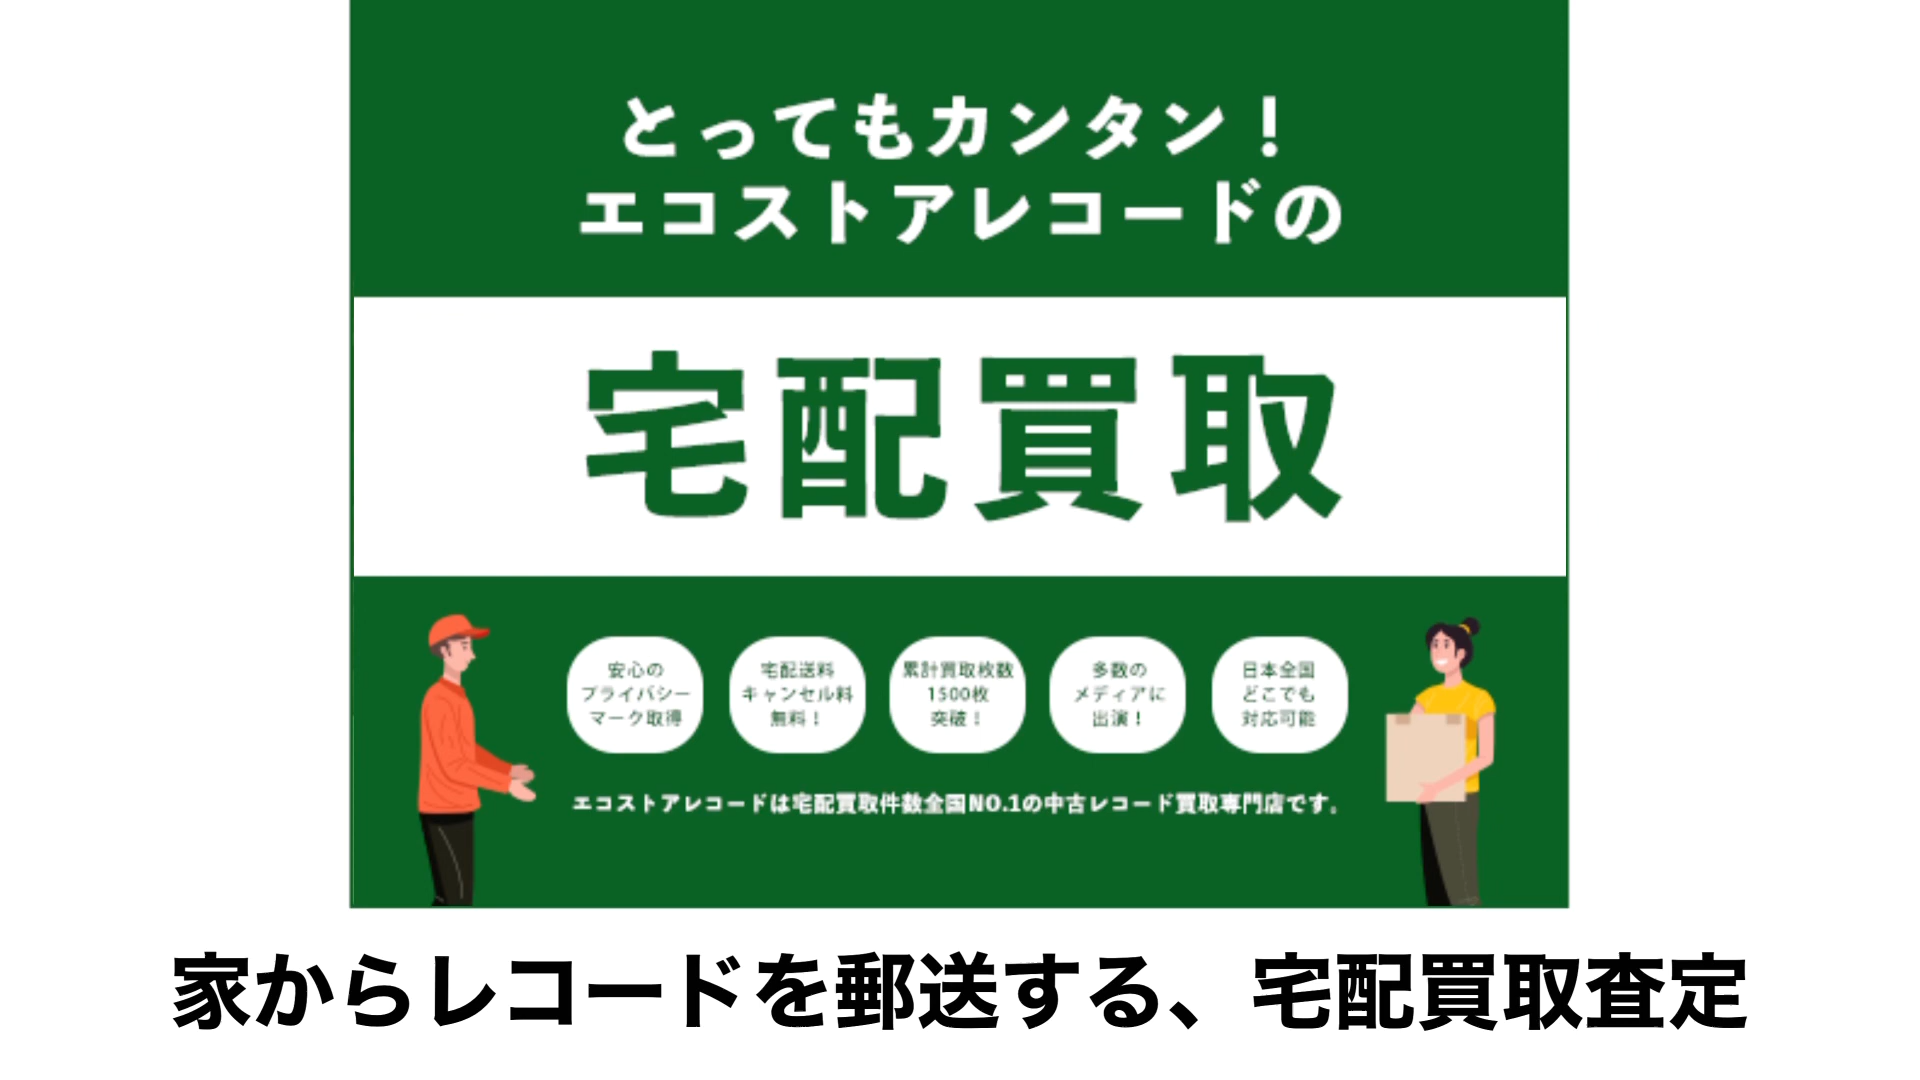 とってもカンタン！
エコストアレコードの
宅配買取
安心の
プライバシー
マーク取得
宅配送料
キャンセル料
無料！
累計買取枚数
1500枚
突破！
多数の
メディアに
出演！
日本全国
どこでも
対応可能
エコストアレコードは宅配買取件数全国NO.1の中古レコード買取専門店です。
家からレコードを郵送する、宅配買取査定